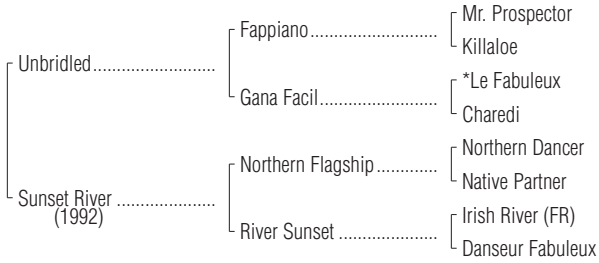 Mr. Prospector
Fappiano
Killaloe
Unbridled
*Le Fabuleux
Gana Facil
Charedi
Northern Dancer
Northern Flagship
Native Partner
Sunset River
(1992)
Irish River (FR)
River Sunset
Danseur Fabuleux